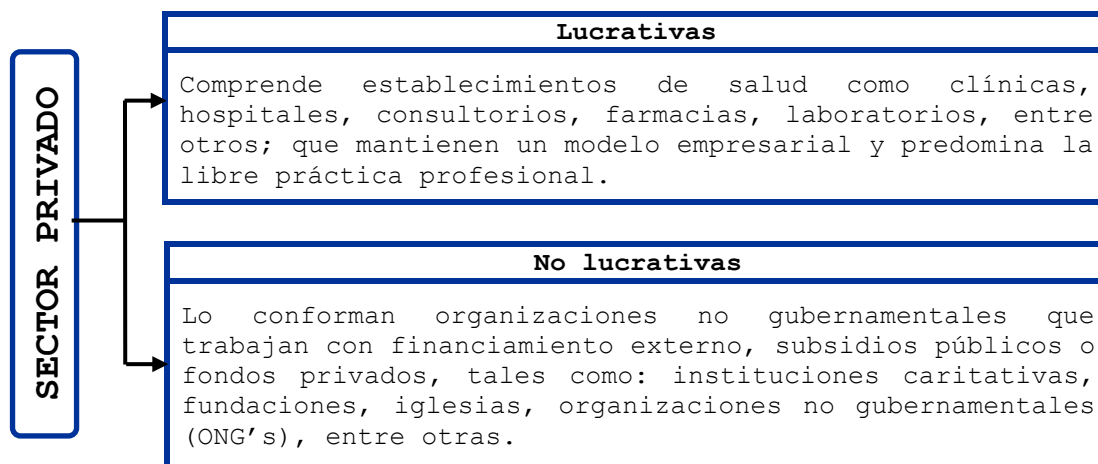 SECTOR PRIVADO
Lucrativas
Comprende establecimientos de salud como clínicas,
hospitales, consultorios, farmacias, laboratorios, entre
otros; que mantienen un modelo empresarial y predomina la
libre práctica profesional.
No lucrativas
Lo conforman organizaciones no gubernamentales que
trabajan con financiamiento externo, subsidios públicos o
fondos privados, tales como: instituciones caritativas,
fundaciones, iglesias, organizaciones no gubernamentales
(ONG’s), entre otras.